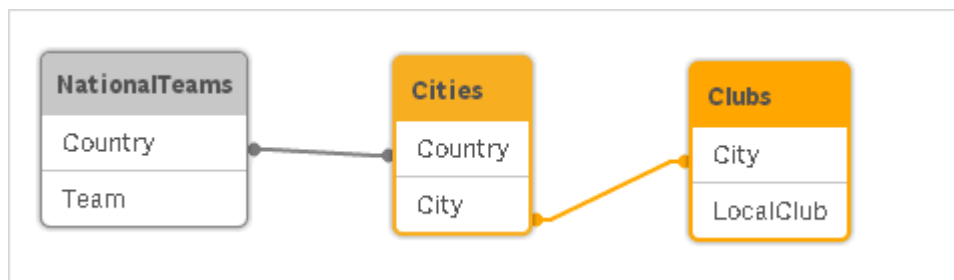 NationalTeams
Country
Team
Cities
Country
City
Clubs
City
LocalClub